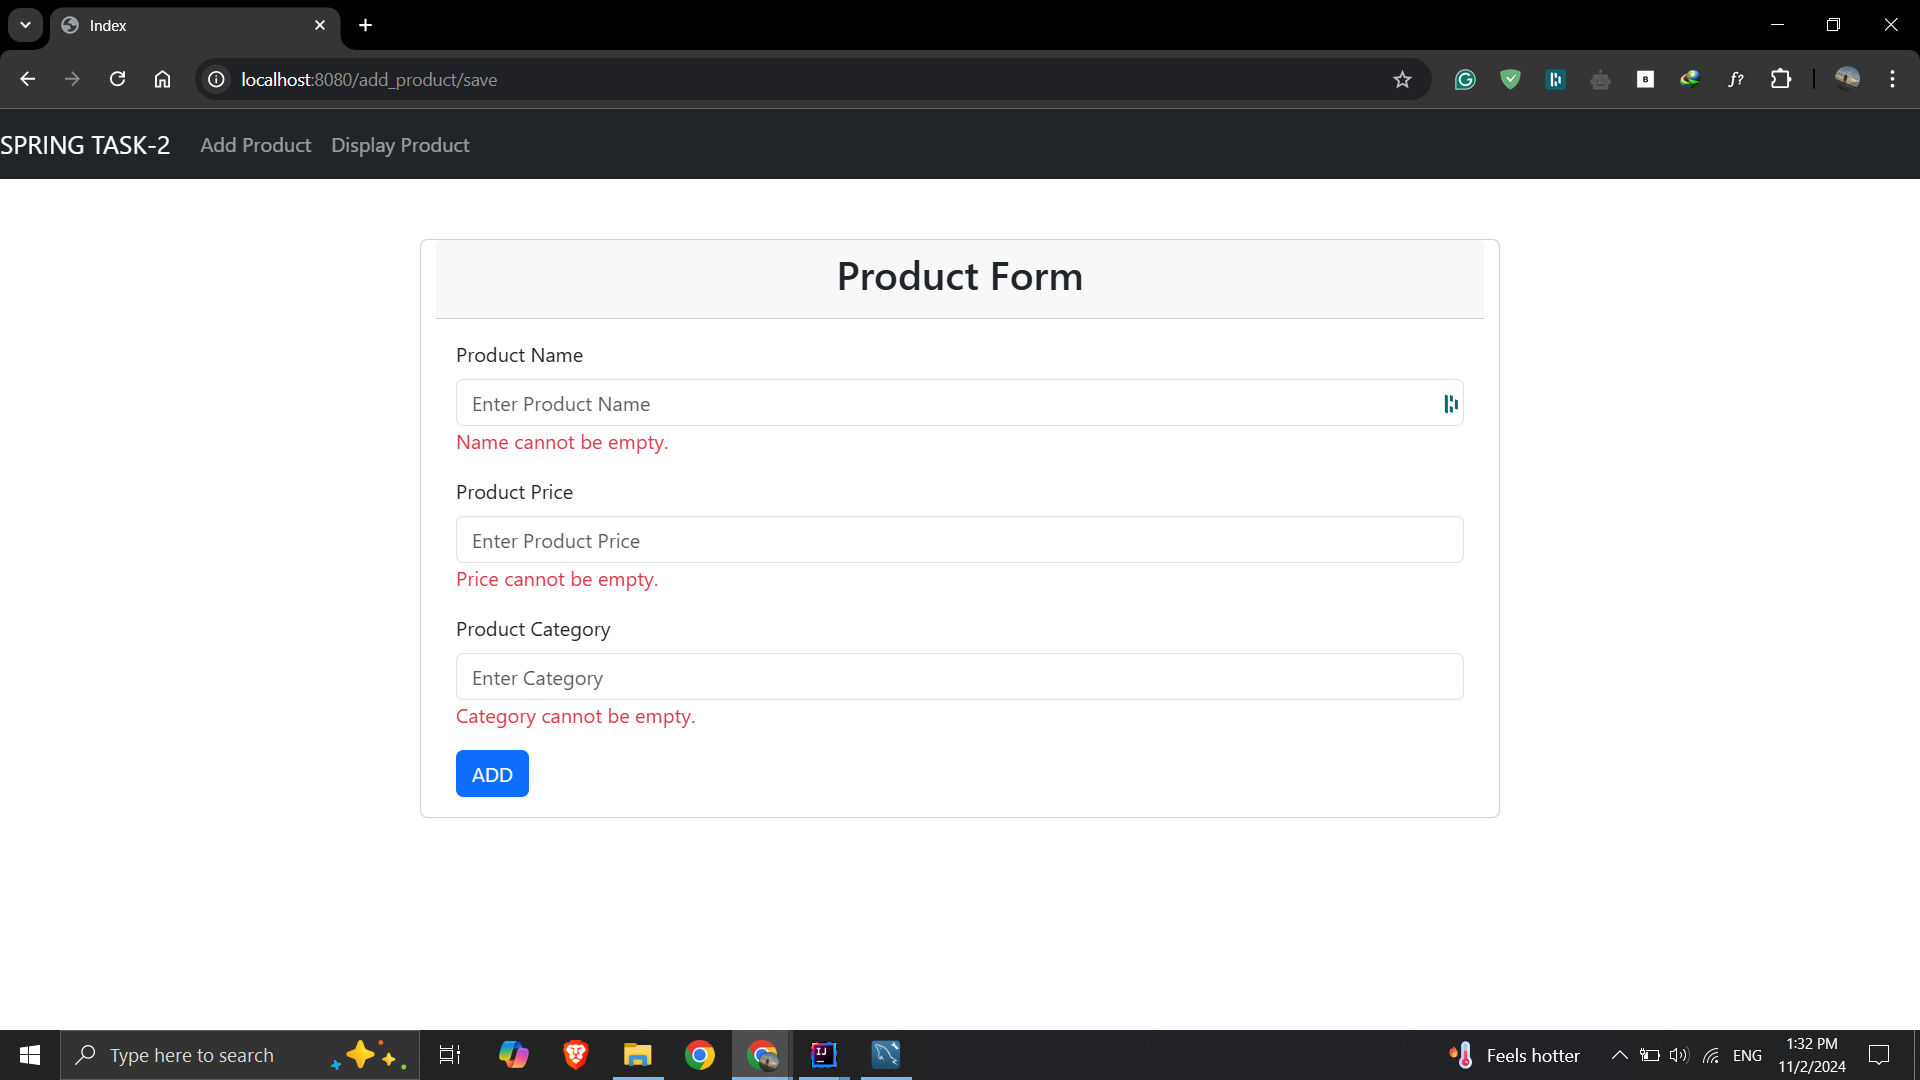 Index
localhost:8080/add_product/save
SPRING TASK-2 Add Product Display Product
Product Form
Product Name
Enter Product Name
Name cannot be empty.
Product Price
Enter Product Price
Price cannot be empty.
Product Category
Enter Category
Category cannot be empty.
ADD
Type here to search
Feels hotter
ENG
1:32 PM
11/2/2024